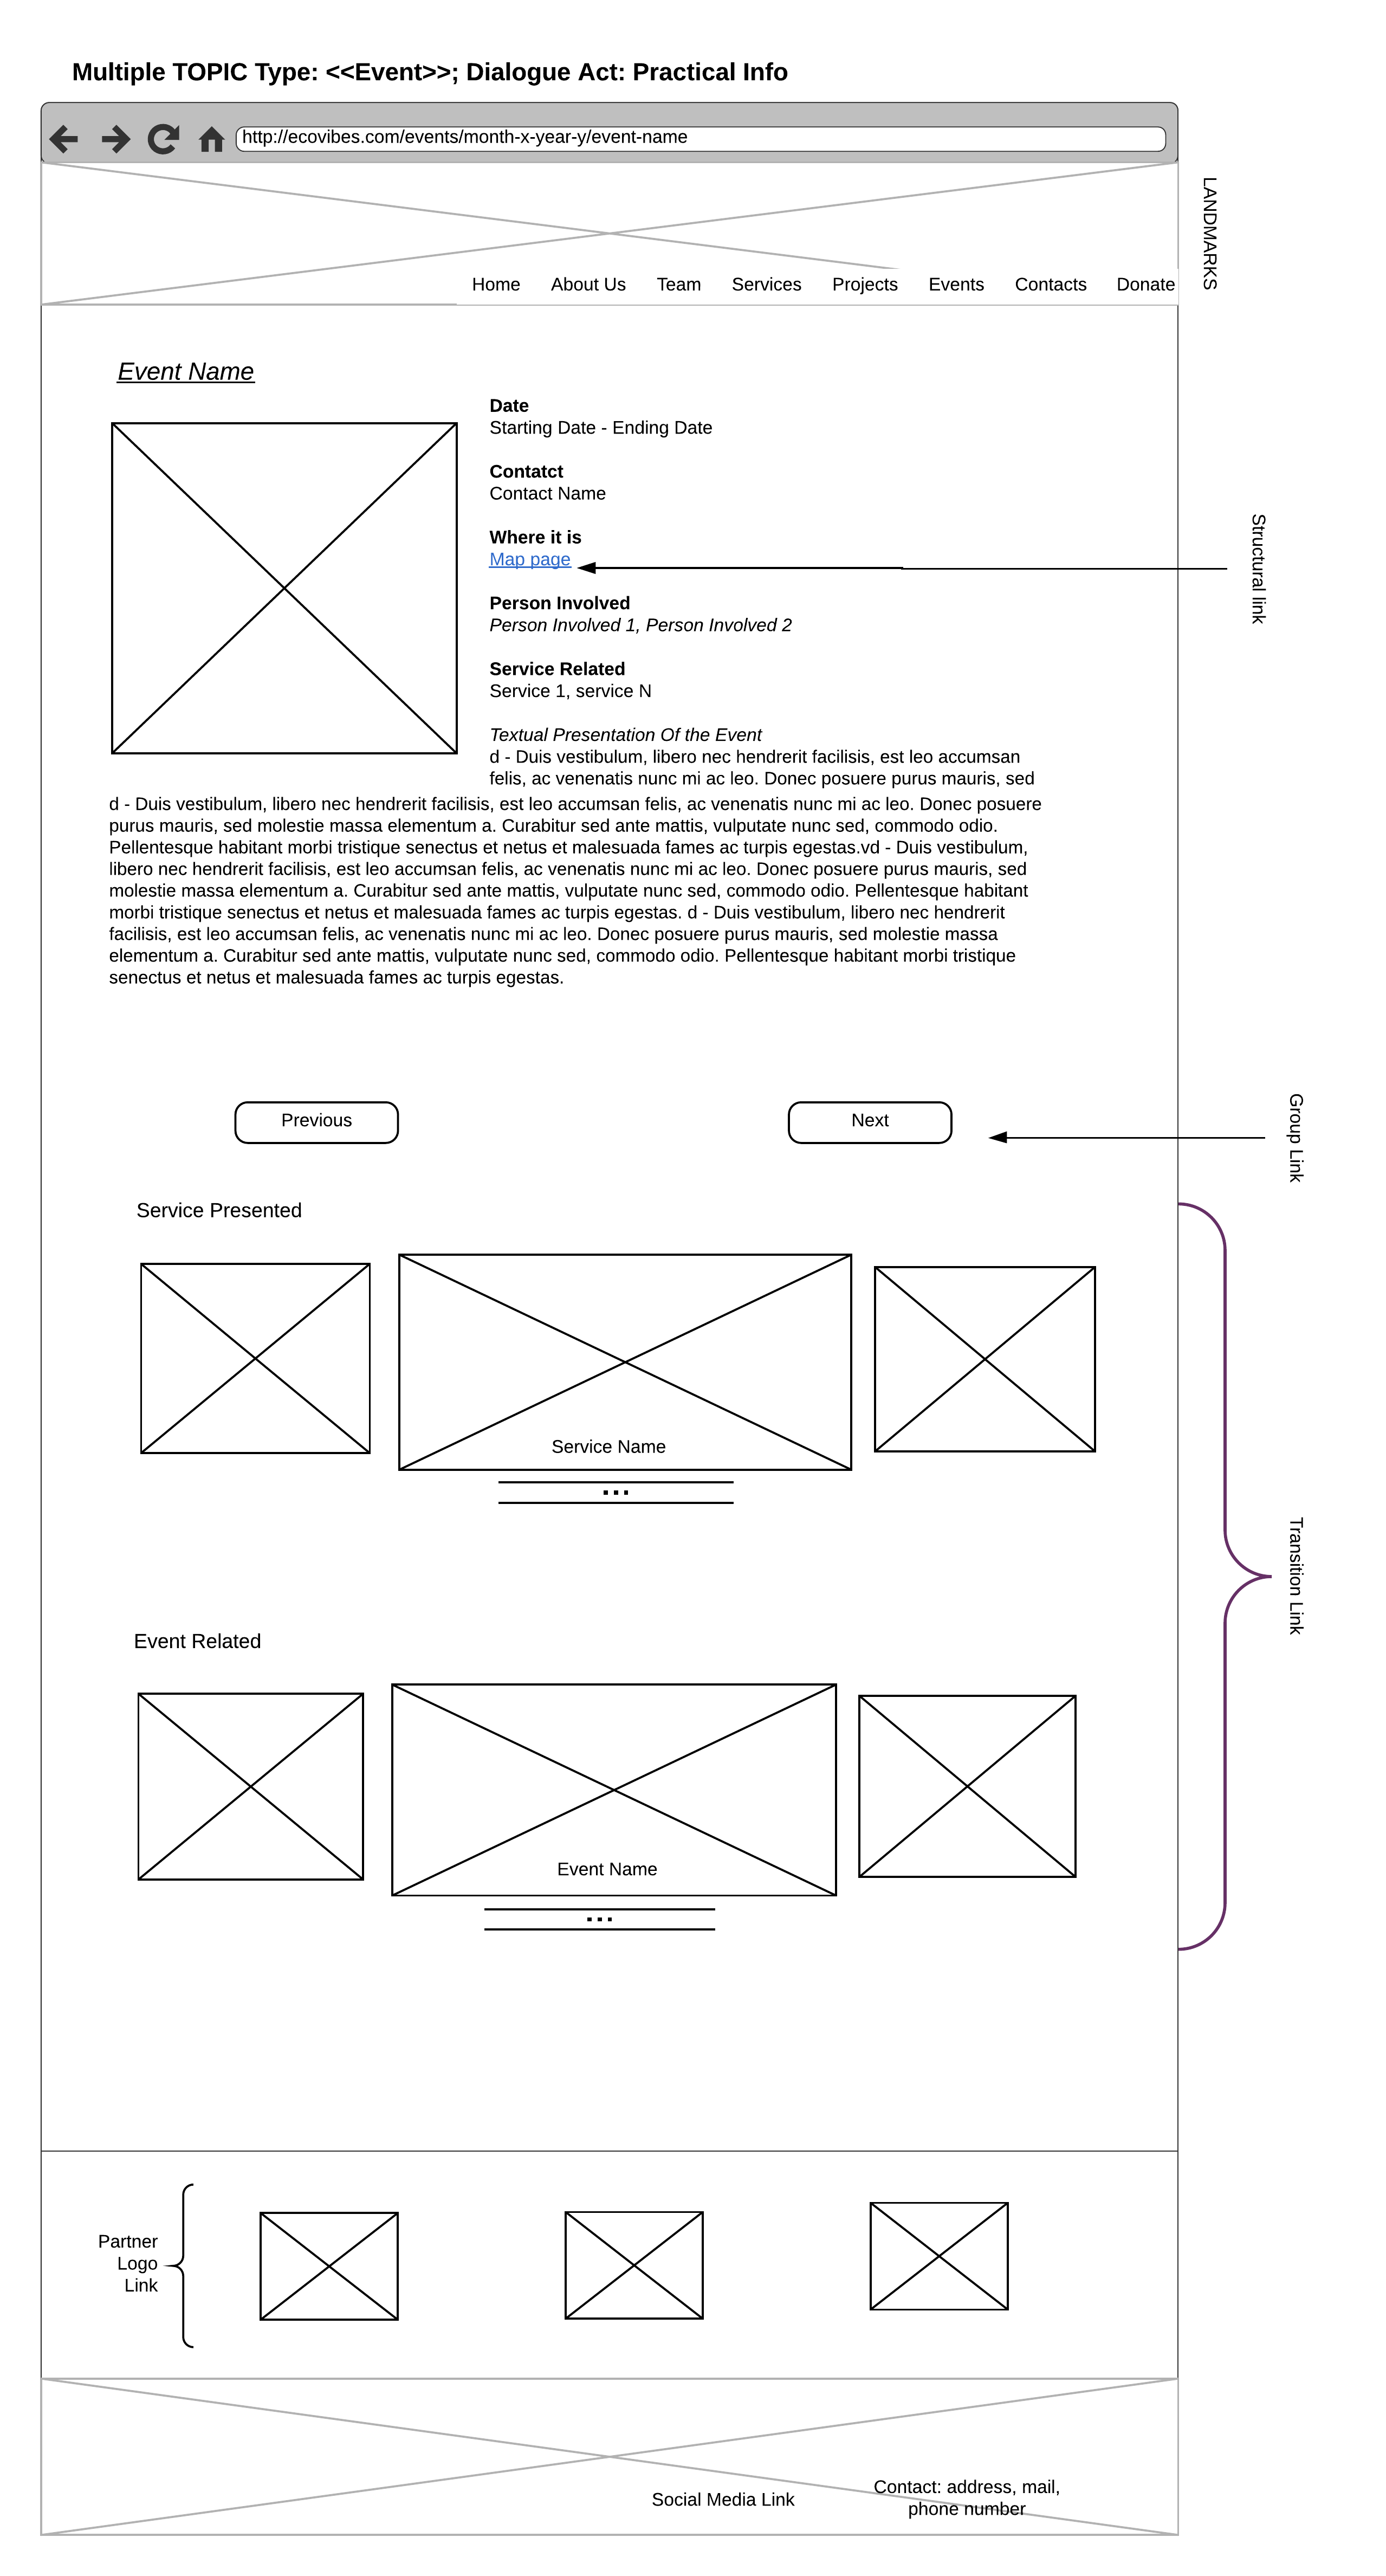 Multiple TOPIC Type: <<Event>>; Dialogue Act: Practical Info
http://ecovibes.com/events/month-x-year-y/event-name
LANDMARKS
Home About Us Team Services Projects Events Contacts Donate
Event Name
Date
Starting Date - Ending Date
Contatct
Contact Name
Where it is
Map page
Structural link
Person Involved
Person Involved 1, Person Involved 2
Service Related
Service 1, service N
Textual Presentation Of the Event
d - Duis vestibulum, libero nec hendrerit facilisis, est leo accumsan
felis, ac venenatis nunc mi ac leo. Donec posuere purus mauris, sed
d - Duis vestibulum, libero nec hendrerit facilisis, est leo accumsan felis, ac venenatis nunc mi ac leo. Donec posuere
purus mauris, sed molestie massa elementum a. Curabitur sed ante mattis, vulputate nunc sed, commodo odio.
Pellentesque habitant morbi tristique senectus et netus et malesuada fames ac turpis egestas.vd - Duis vestibulum,
libero nec hendrerit facilisis, est leo accumsan felis, ac venenatis nunc mi ac leo. Donec posuere purus mauris, sed
molestie massa elementum a. Curabitur sed ante mattis, vulputate nunc sed, commodo odio. Pellentesque habitant
morbi tristique senectus et netus et malesuada fames ac turpis egestas. d - Duis vestibulum, libero nec hendrerit
facilisis, est leo accumsan felis, ac venenatis nunc mi ac leo. Donec posuere purus mauris, sed molestie massa
elementum a. Curabitur sed ante mattis, vulputate nunc sed, commodo odio. Pellentesque habitant morbi tristique
senectus et netus et malesuada fames ac turpis egestas.
Previous
Next
Group Link
Service Presented
Service Name
...
Transition Link
Event Related
Event Name
...
Partner
Logo
Link
Social Media Link
Contact: address, mail,
phone number